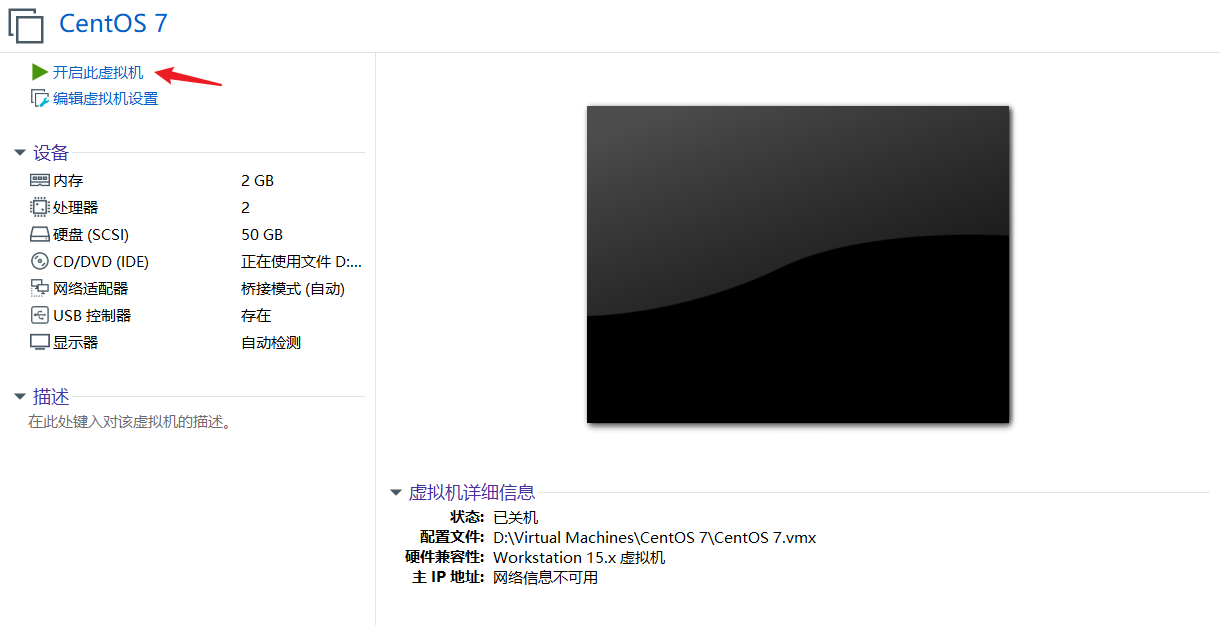 CentOS 7
开启此虚拟机
编辑虚拟机设置
设备
内存 2 GB
处理器 2
硬盘 (SCSI) 50 GB
CD/DVD (IDE) 正在使用文件 D:...
网络适配器 桥接模式 (自动)
USB 控制器 存在
显示器 自动检测
描述
在此处键入对该虚拟机的描述。
虚拟机详细信息
状态: 已关机
配置文件: D:\Virtual Machines\CentOS 7\CentOS 7.vmx
硬件兼容性: Workstation 15.x 虚拟机
主 IP 地址: 网络信息不可用